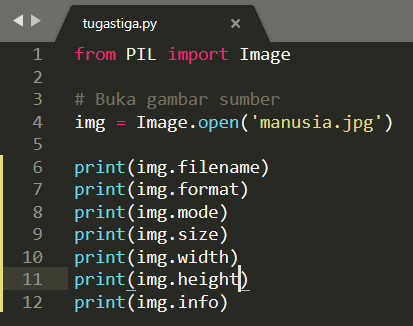 tugastiga.py ×
1 from PIL import Image
2
3 # Buka gambar sumber
4 img = Image.open('manusia.jpg')
5
6 print(img.filename)
7 print(img.format)
8 print(img.mode)
9 print(img.size)
10 print(img.width)
11 print(img.height)
12 print(img.info)